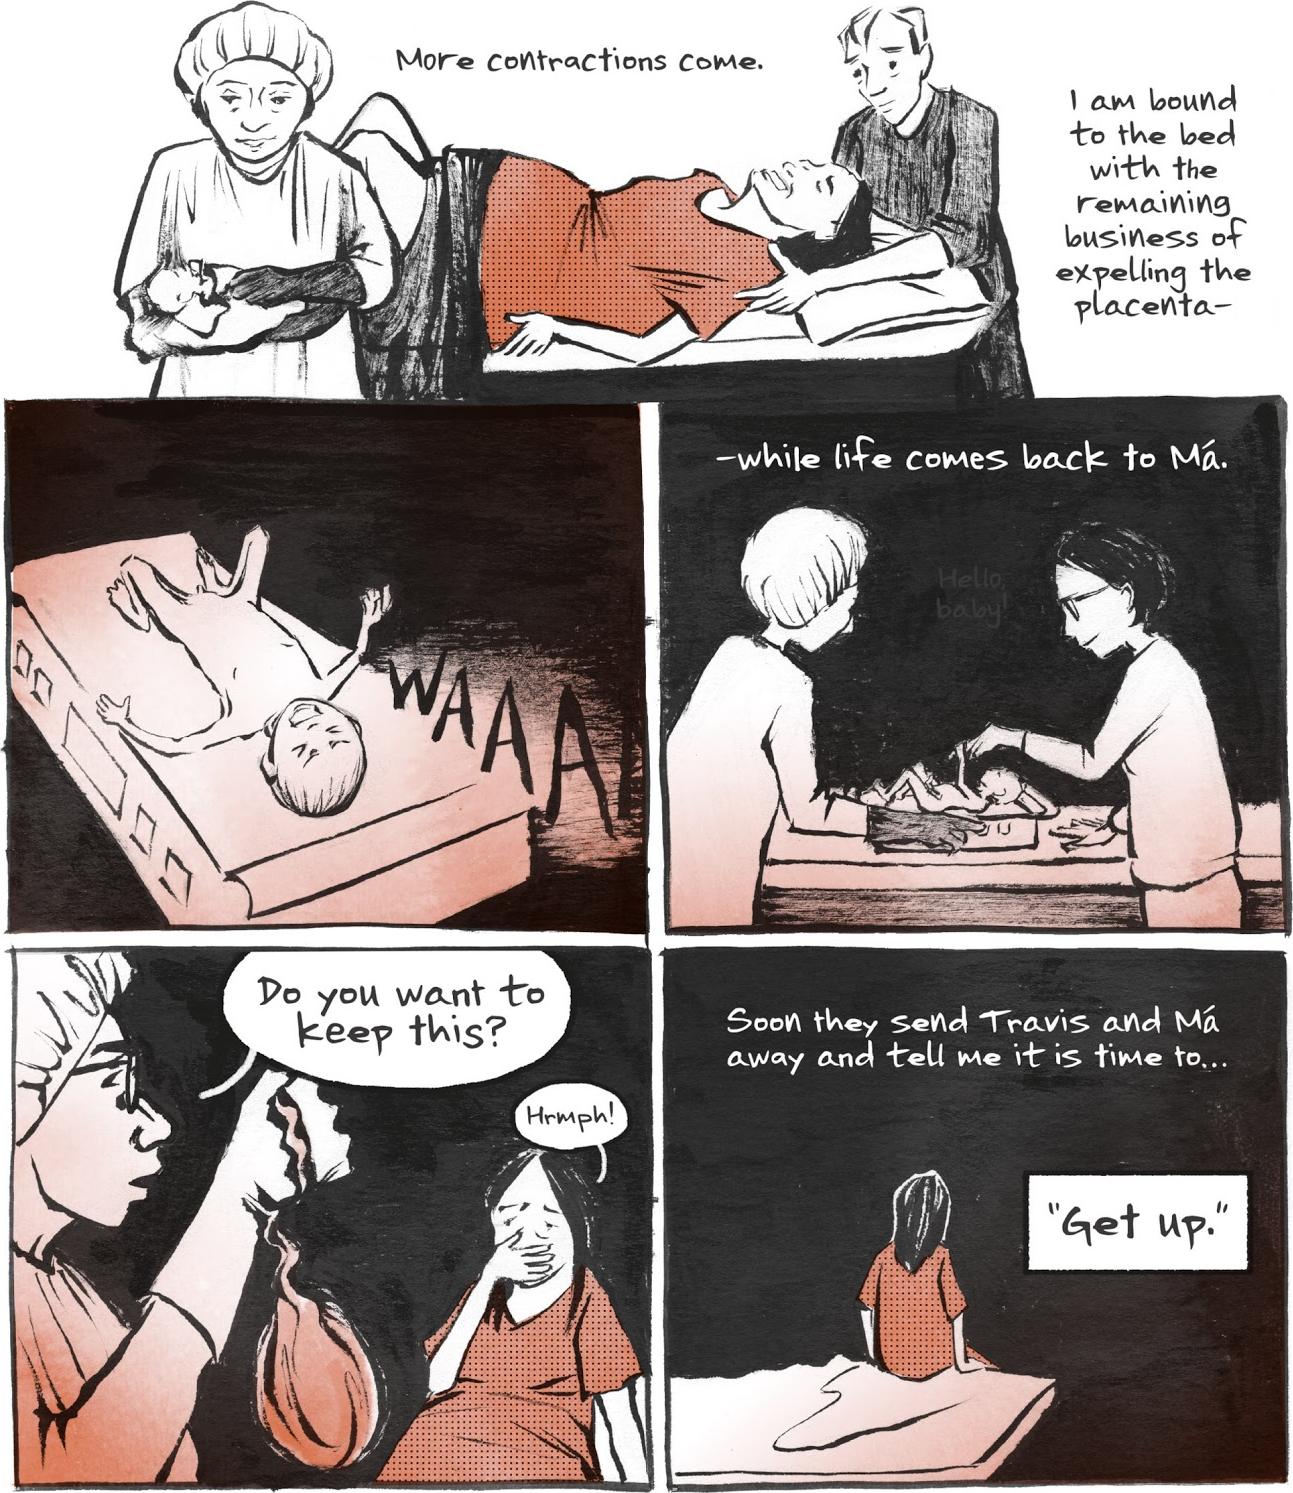 More contractions come.
I am bound
to the bed
with the
remaining
business of
expelling the
placenta–
WAAAA
–while life comes back to Má.
Hello,
baby!
Do you want to
keep this?
Hrmph!
Soon they send Travis and Má
away and tell me it is time to...
"Get up."